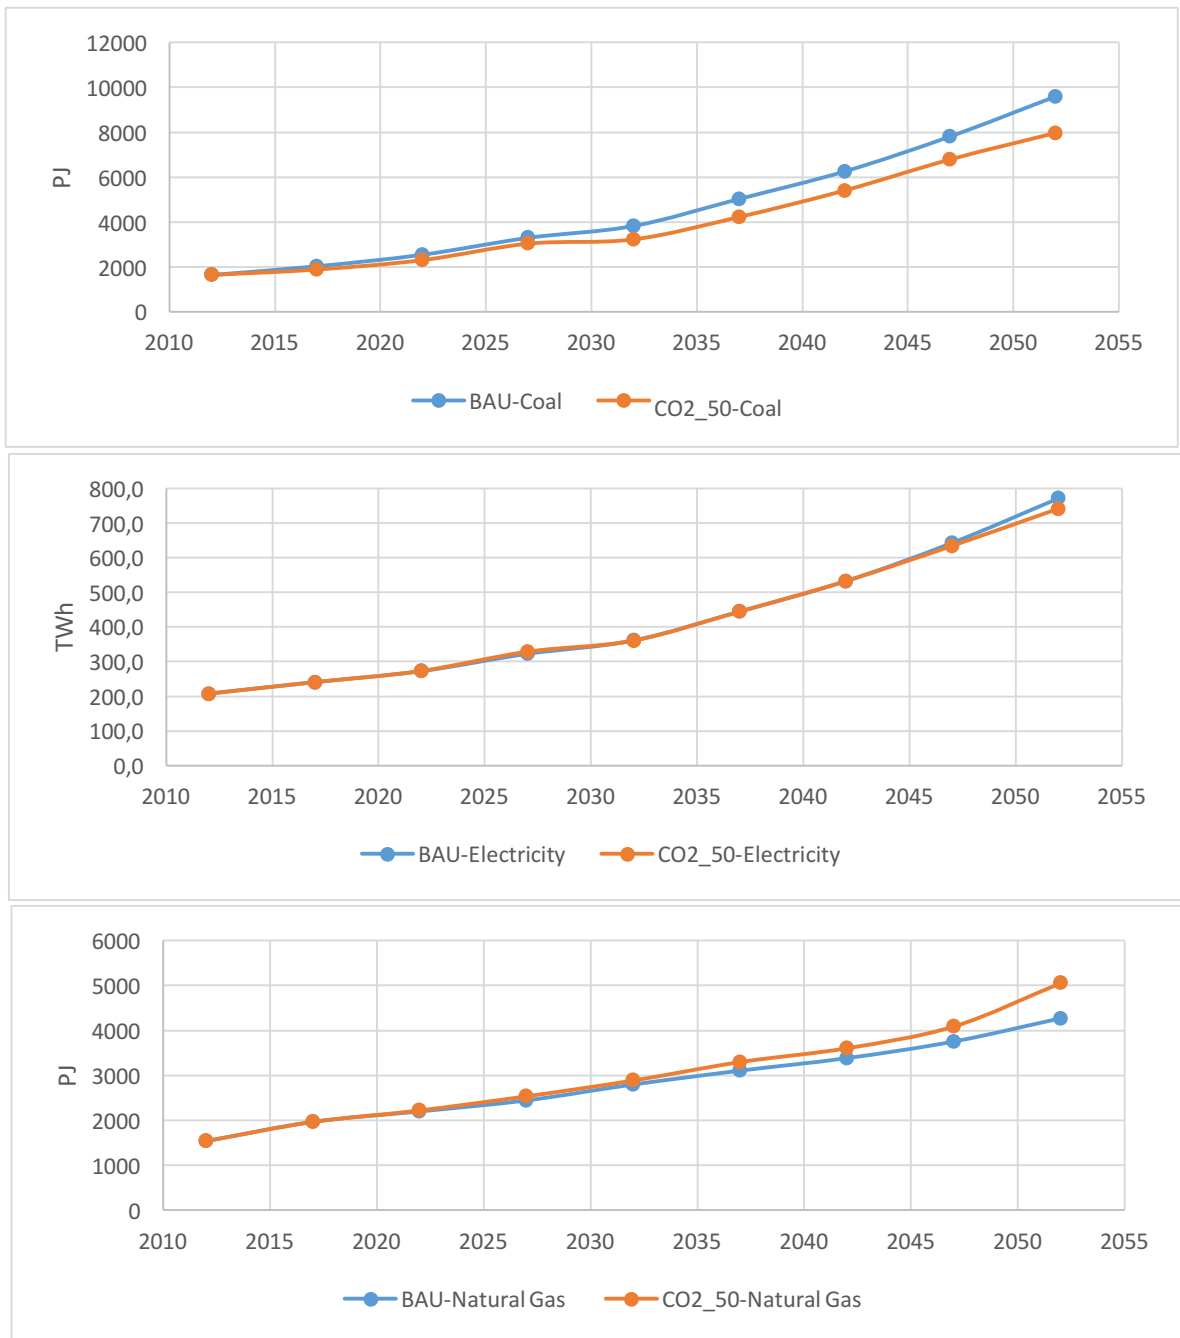 12000
10000
8000
6000
4000
2000
0
PJ
2010 2015 2020 2025 2030 2035 2040 2045 2050 2055
BAU-Coal CO2_50-Coal
800,0
700,0
600,0
500,0
400,0
300,0
200,0
100,0
0,0
TWh
2010 2015 2020 2025 2030 2035 2040 2045 2050 2055
BAU-Electricity CO2_50-Electricity
6000
5000
4000
3000
2000
1000
0
PJ
2010 2015 2020 2025 2030 2035 2040 2045 2050 2055
BAU-Natural Gas CO2_50-Natural Gas